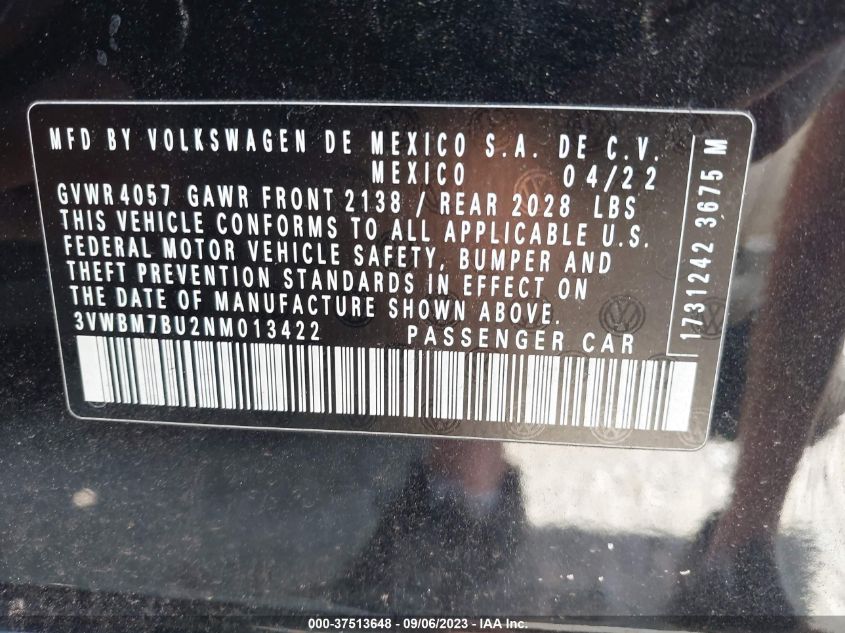 MFD BY VOLKSWAGEN DE MEXICO S.A. DE C.V.
MEXICO 04/22
GVWR 4057 GAWR FRONT 2138 / REAR 2028 LBS
THIS VEHICLE CONFORMS TO ALL APPLICABLE U.S.
FEDERAL MOTOR VEHICLE SAFETY, BUMPER AND
THEFT PREVENTION STANDARDS IN EFFECT ON
THE DATE OF MANUFACTURE SHOWN ABOVE.
3VWBM7BU2NM013422 PASSENGER CAR
1731242 3675 M
000-37513648 - 09/06/2023 - IAA Inc.